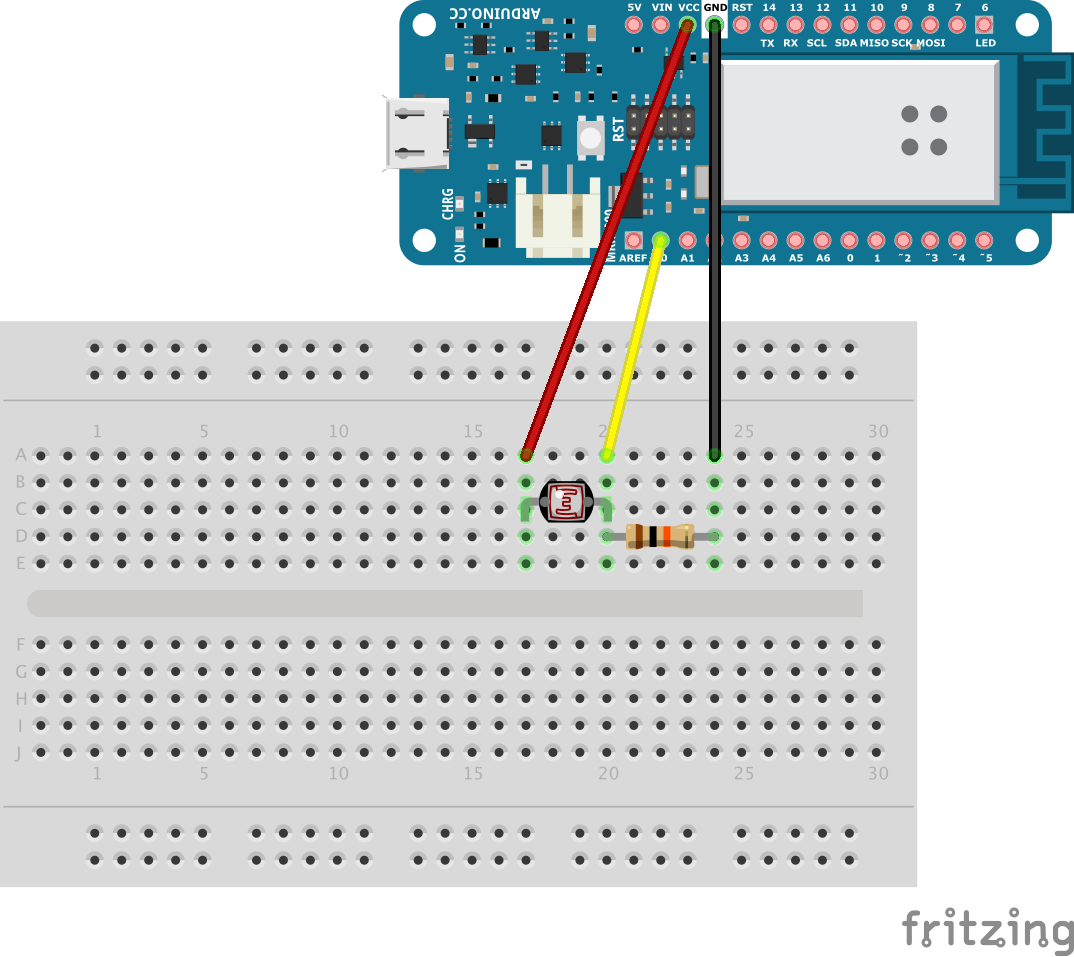 ARDUINO.CC
5V VIN VCC GND RST 14 13 12 11 10 9 8 7 6
TX RX SCL SDA MISO SCK MOSI LED
RST
CHRG
ON
AREF A1 A3 A4 A5 A6 0 1 ~2 ~3 ~4 ~5
1 5 10 15 25 30
A
B
C
D
E
F
G
H
I
J
1 5 10 15 20 25 30
fritzing